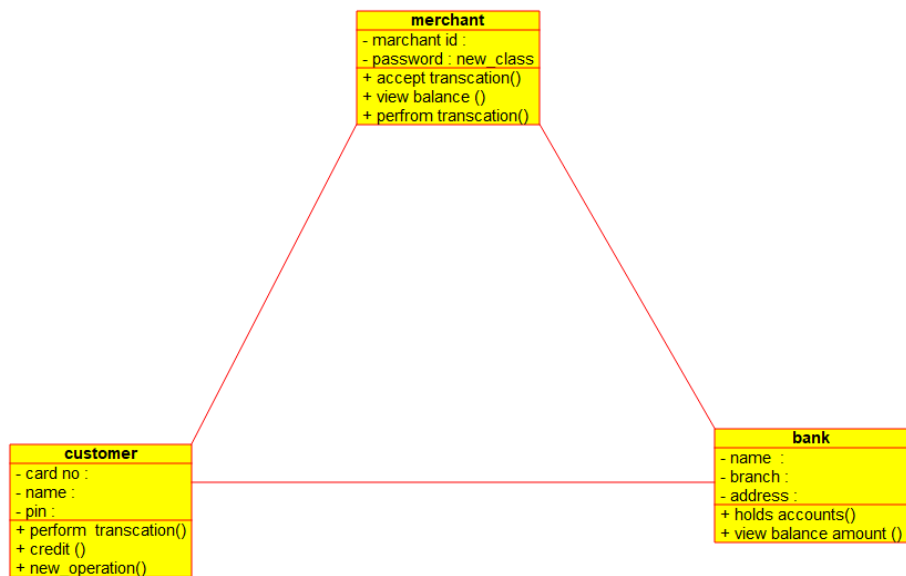 merchant
- marchant id :
- password : new_class
+ accept transcation()
+ view balance ()
+ perfrom transcation()
customer
- card no :
- name :
- pin :
+ perform transcation()
+ credit ()
+ new_operation()
bank
- name :
- branch :
- address :
+ holds accounts()
+ view balance amount ()